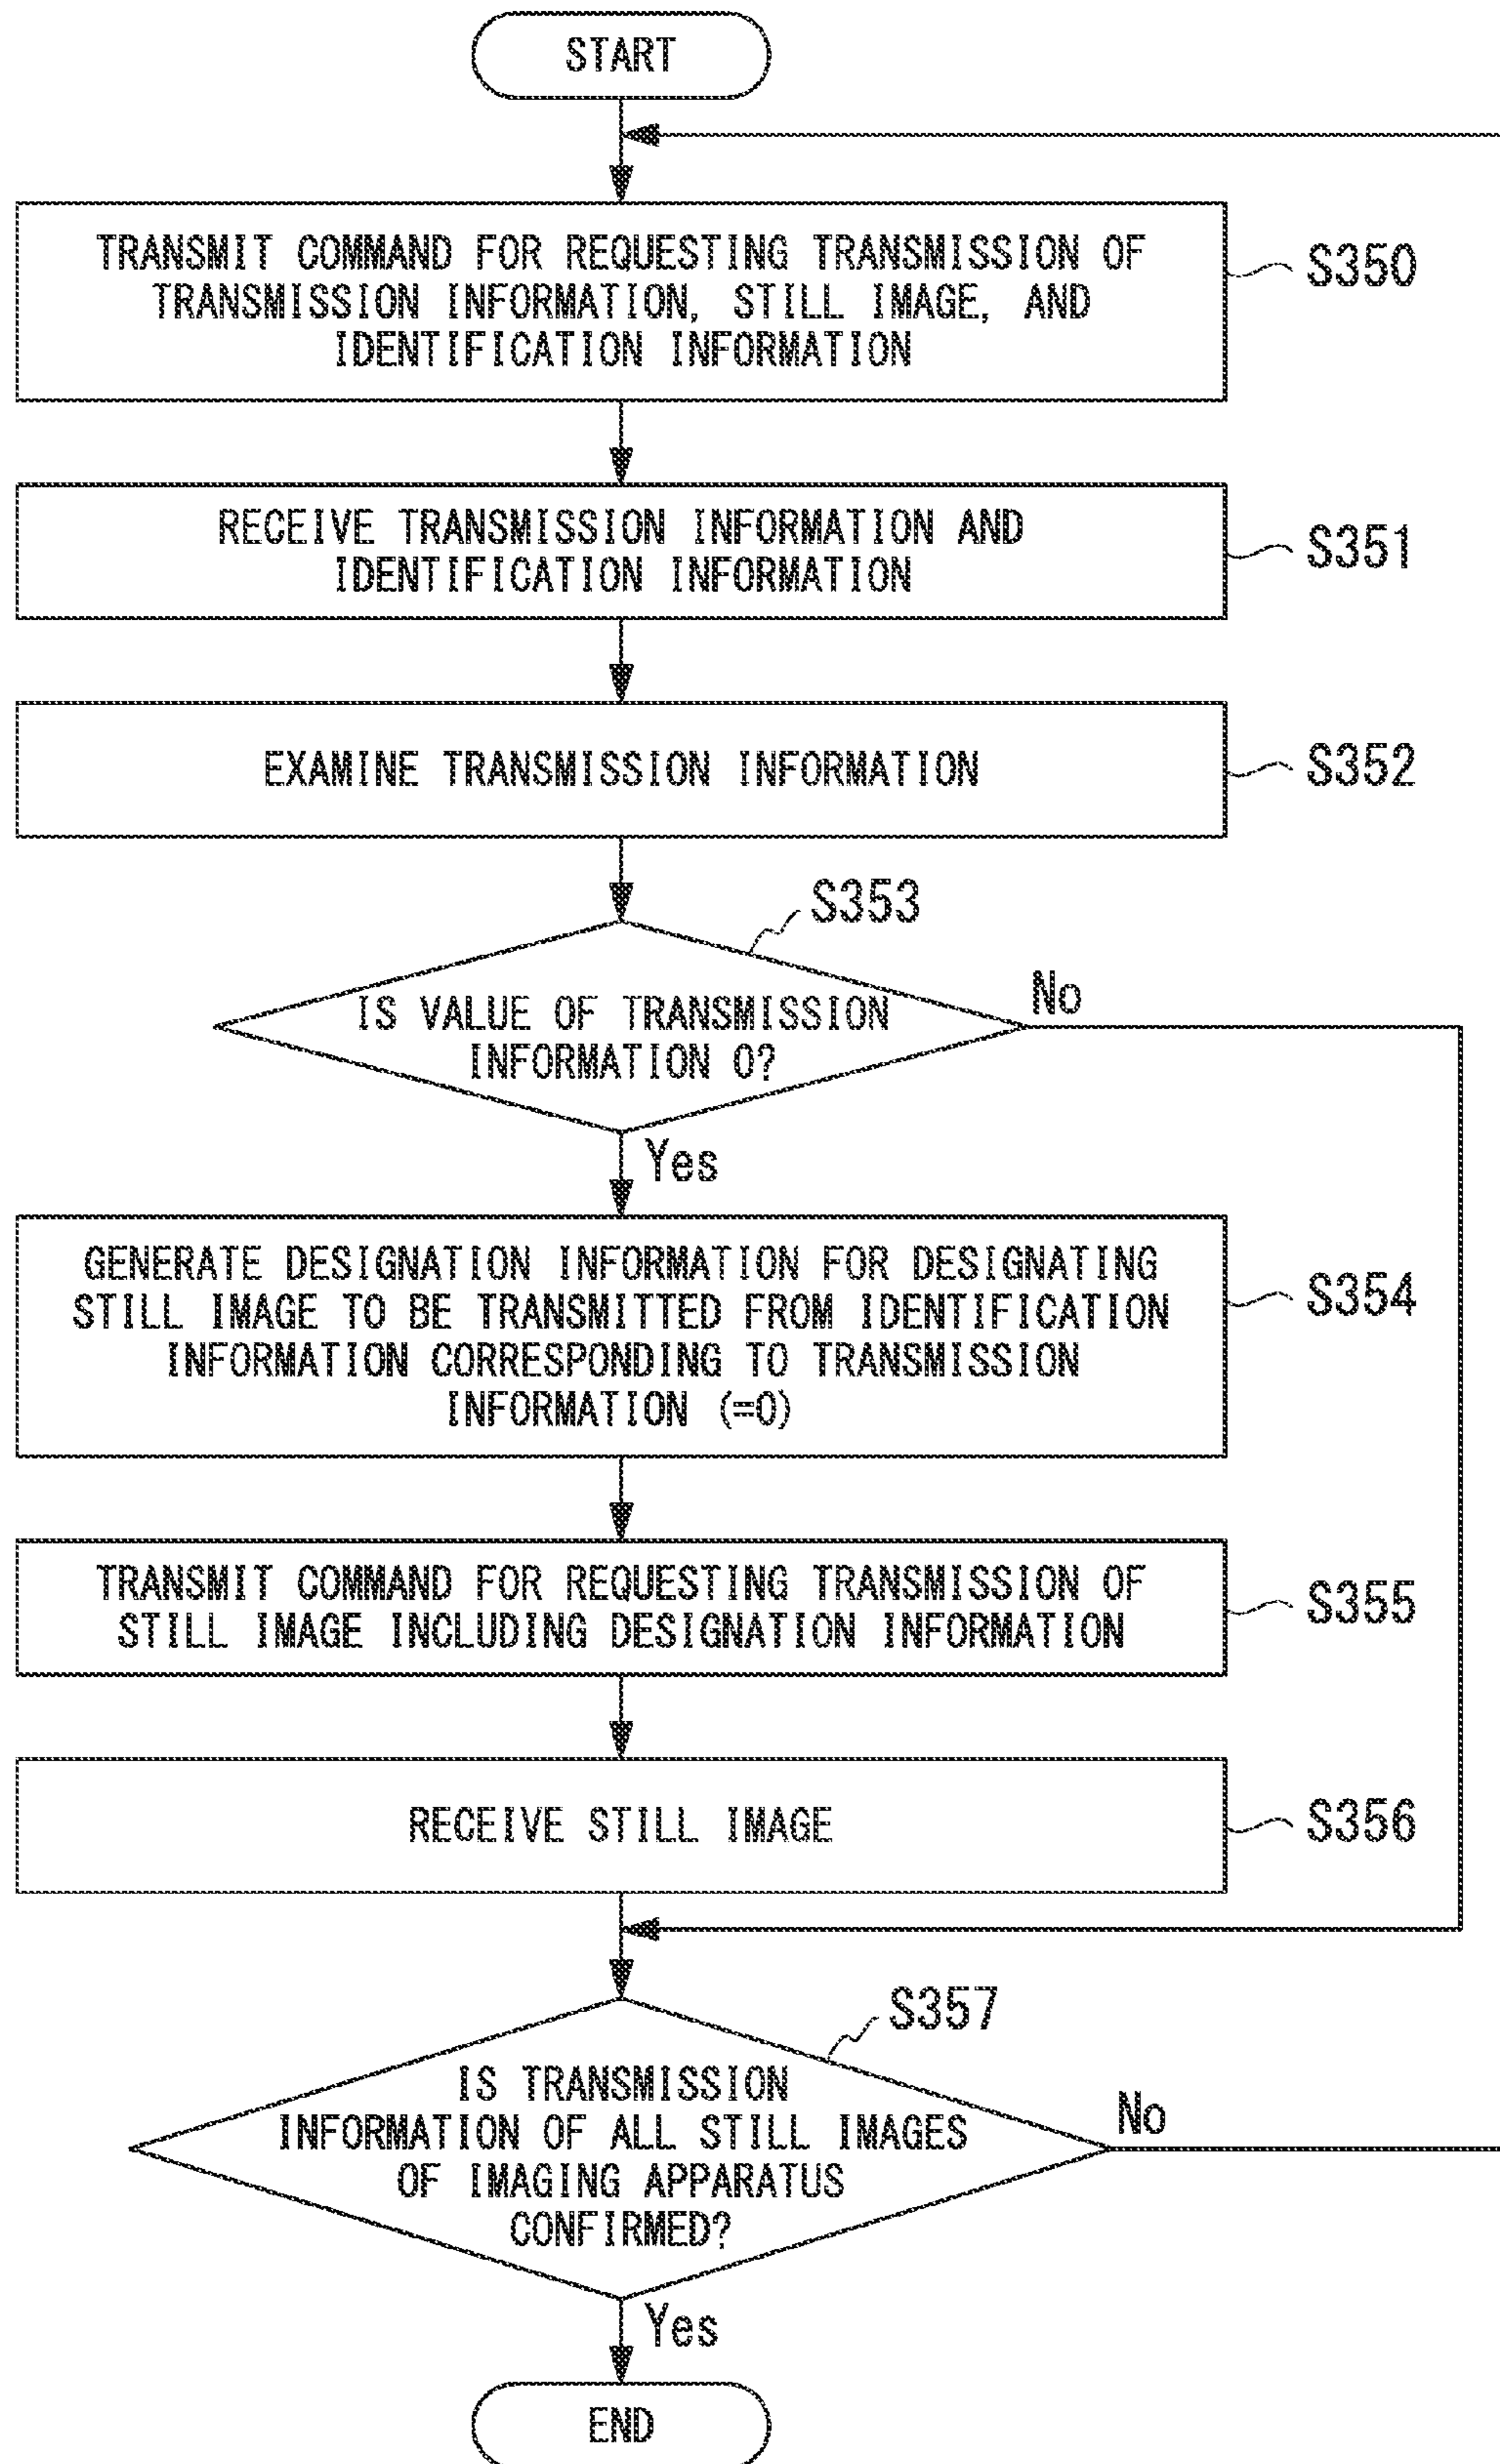 START
TRANSMIT COMMAND FOR REQUESTING TRANSMISSION OF
TRANSMISSION INFORMATION, STILL IMAGE, AND
IDENTIFICATION INFORMATION
S350
RECEIVE TRANSMISSION INFORMATION AND
IDENTIFICATION INFORMATION
S351
EXAMINE TRANSMISSION INFORMATION
S352
S353
IS VALUE OF TRANSMISSION
INFORMATION 0?
No
Yes
GENERATE DESIGNATION INFORMATION FOR DESIGNATING
STILL IMAGE TO BE TRANSMITTED FROM IDENTIFICATION
INFORMATION CORRESPONDING TO TRANSMISSION
INFORMATION (=0)
S354
TRANSMIT COMMAND FOR REQUESTING TRANSMISSION OF
STILL IMAGE INCLUDING DESIGNATION INFORMATION
S355
RECEIVE STILL IMAGE
S356
S357
IS TRANSMISSION
INFORMATION OF ALL STILL IMAGES
OF IMAGING APPARATUS
CONFIRMED?
No
Yes
END